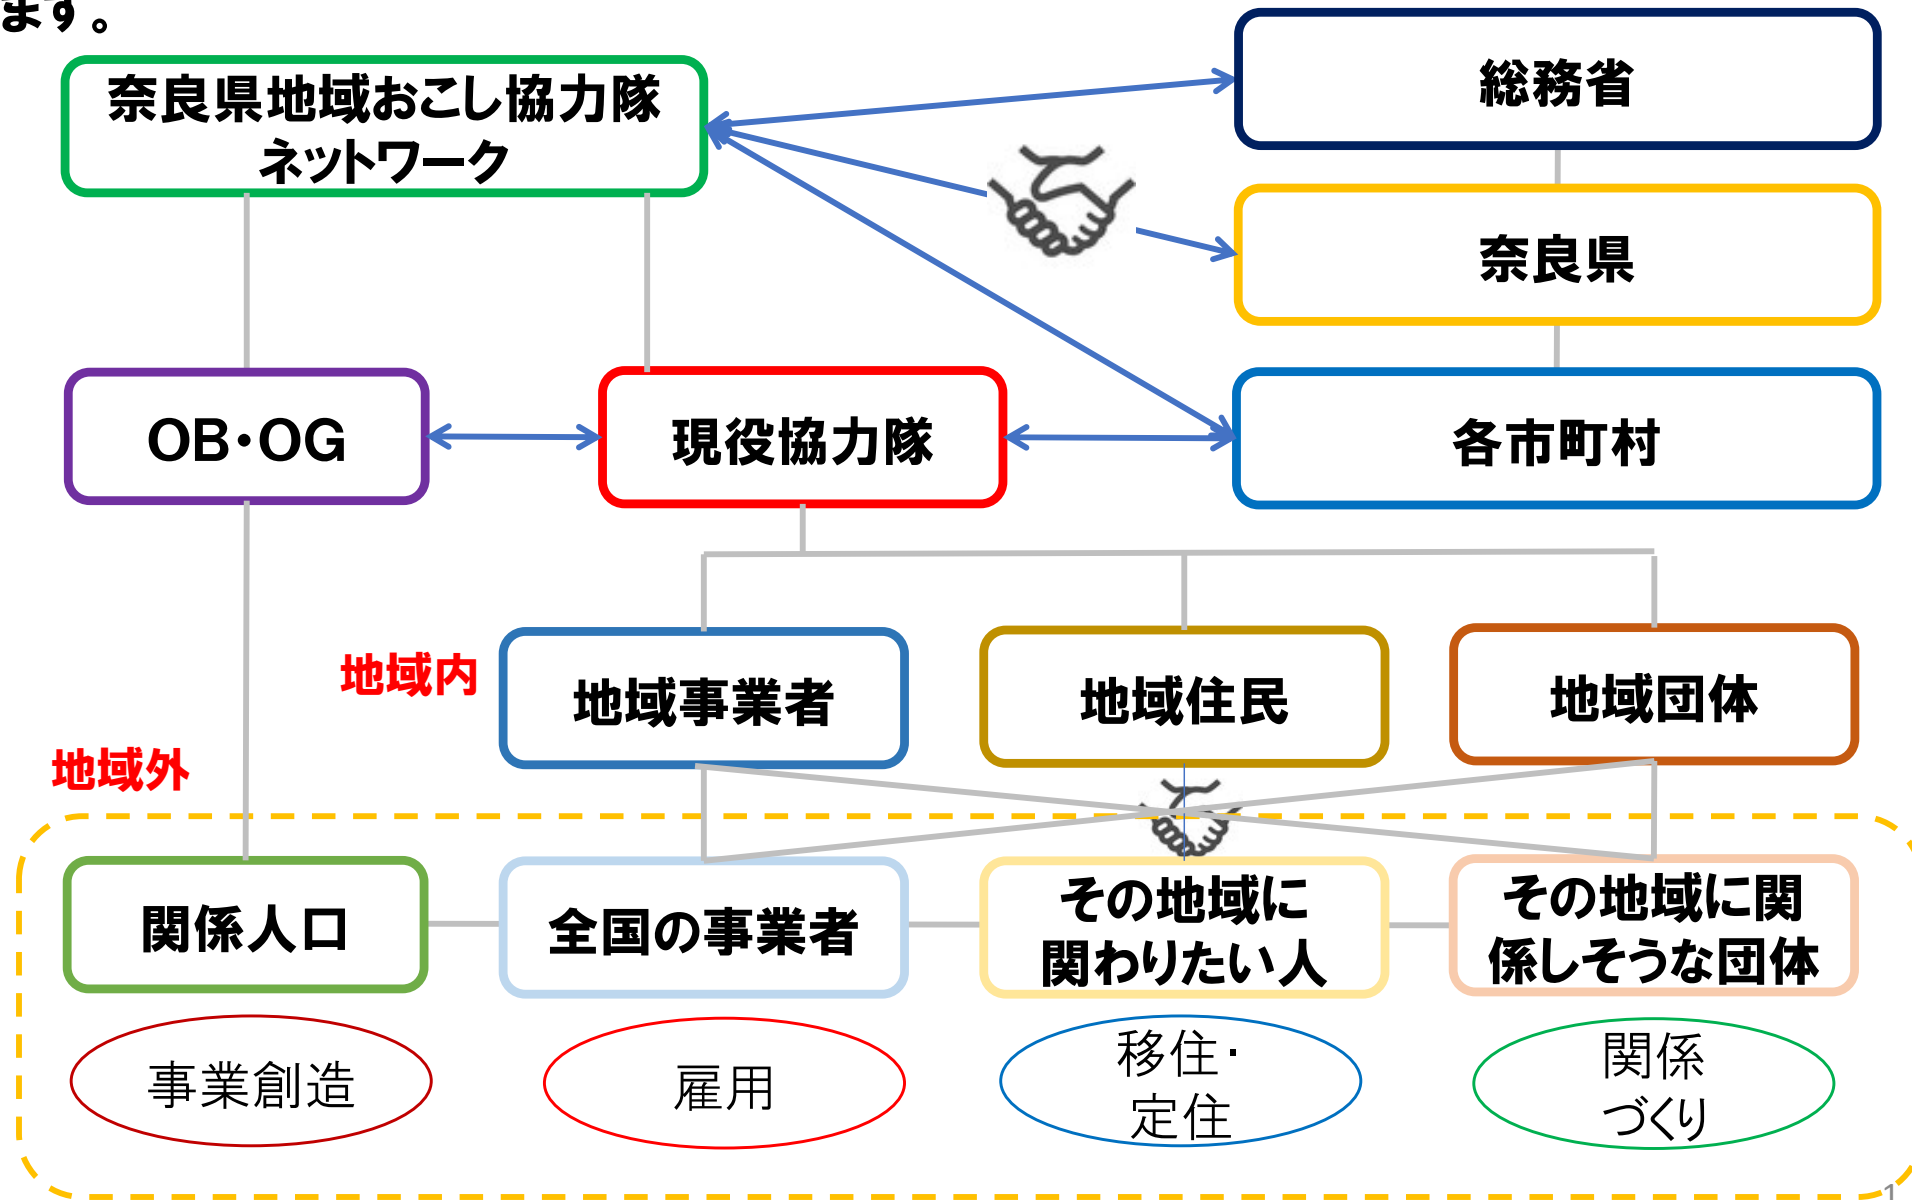 ます。
奈良県地域おこし協力隊
ネットワーク
総務省
奈良県
OB・OG
現役協力隊
各市町村
地域内
地域事業者
地域住民
地域団体
地域外
関係人口
全国の事業者
その地域に
関わりたい人
その地域に関
係しそうな団体
事業創造
雇用
移住・
定住
関係
づくり
1